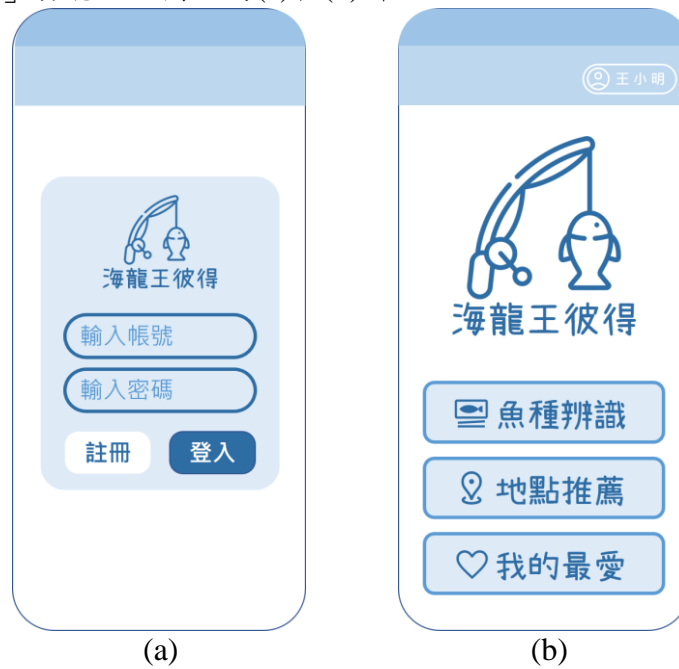 王小明
海龍王彼得
輸入帳號
輸入密碼
註冊 登入
(a)
海龍王彼得
魚種辨識
地點推薦
我的最愛
(b)